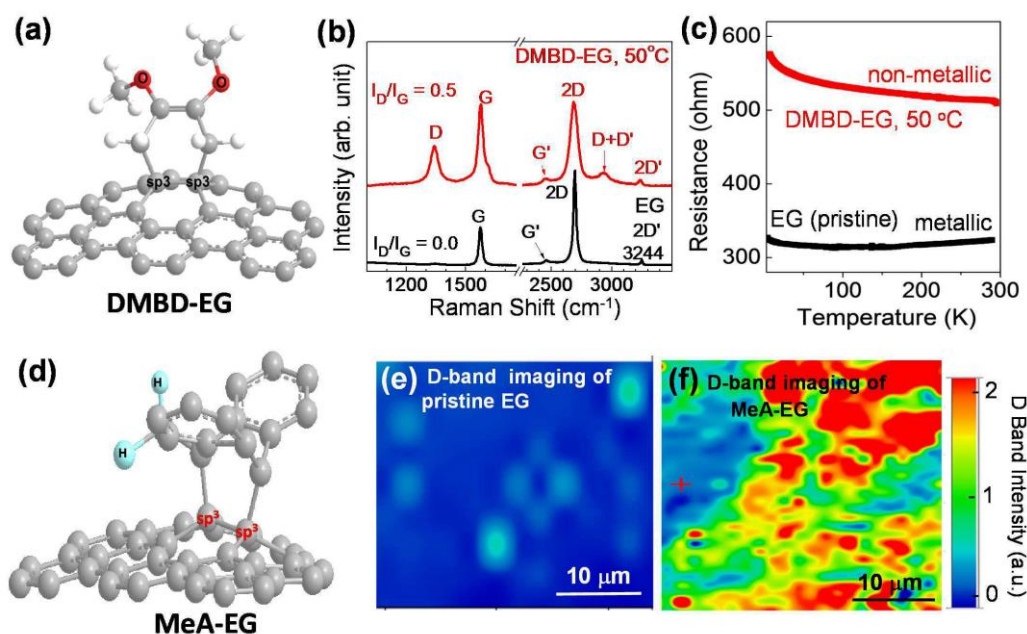 (a)
O
O
sp3 sp3
DMBD-EG
(b)
DMBD-EG, 50°C
I_D/I_G = 0.5
G
2D
D
G'
D+D'
2D'
2D
EG
G
G'
2D'
3244
I_D/I_G = 0.0
Intensity (arb. unit)
1200 1500 2500 3000
Raman Shift (cm⁻¹)
(c)
600
500
400
300
non-metallic
DMBD-EG, 50 °C
EG (pristine) metallic
Resistance (ohm)
0 100 200 300
Temperature (K)
(d)
H
H
sp³ sp³
MeA-EG
(e) D-band imaging of
pristine EG
10 μm
(f) D-band imaging of
MeA-EG
10 μm
2
1
0
D Band Intensity (a.u.)